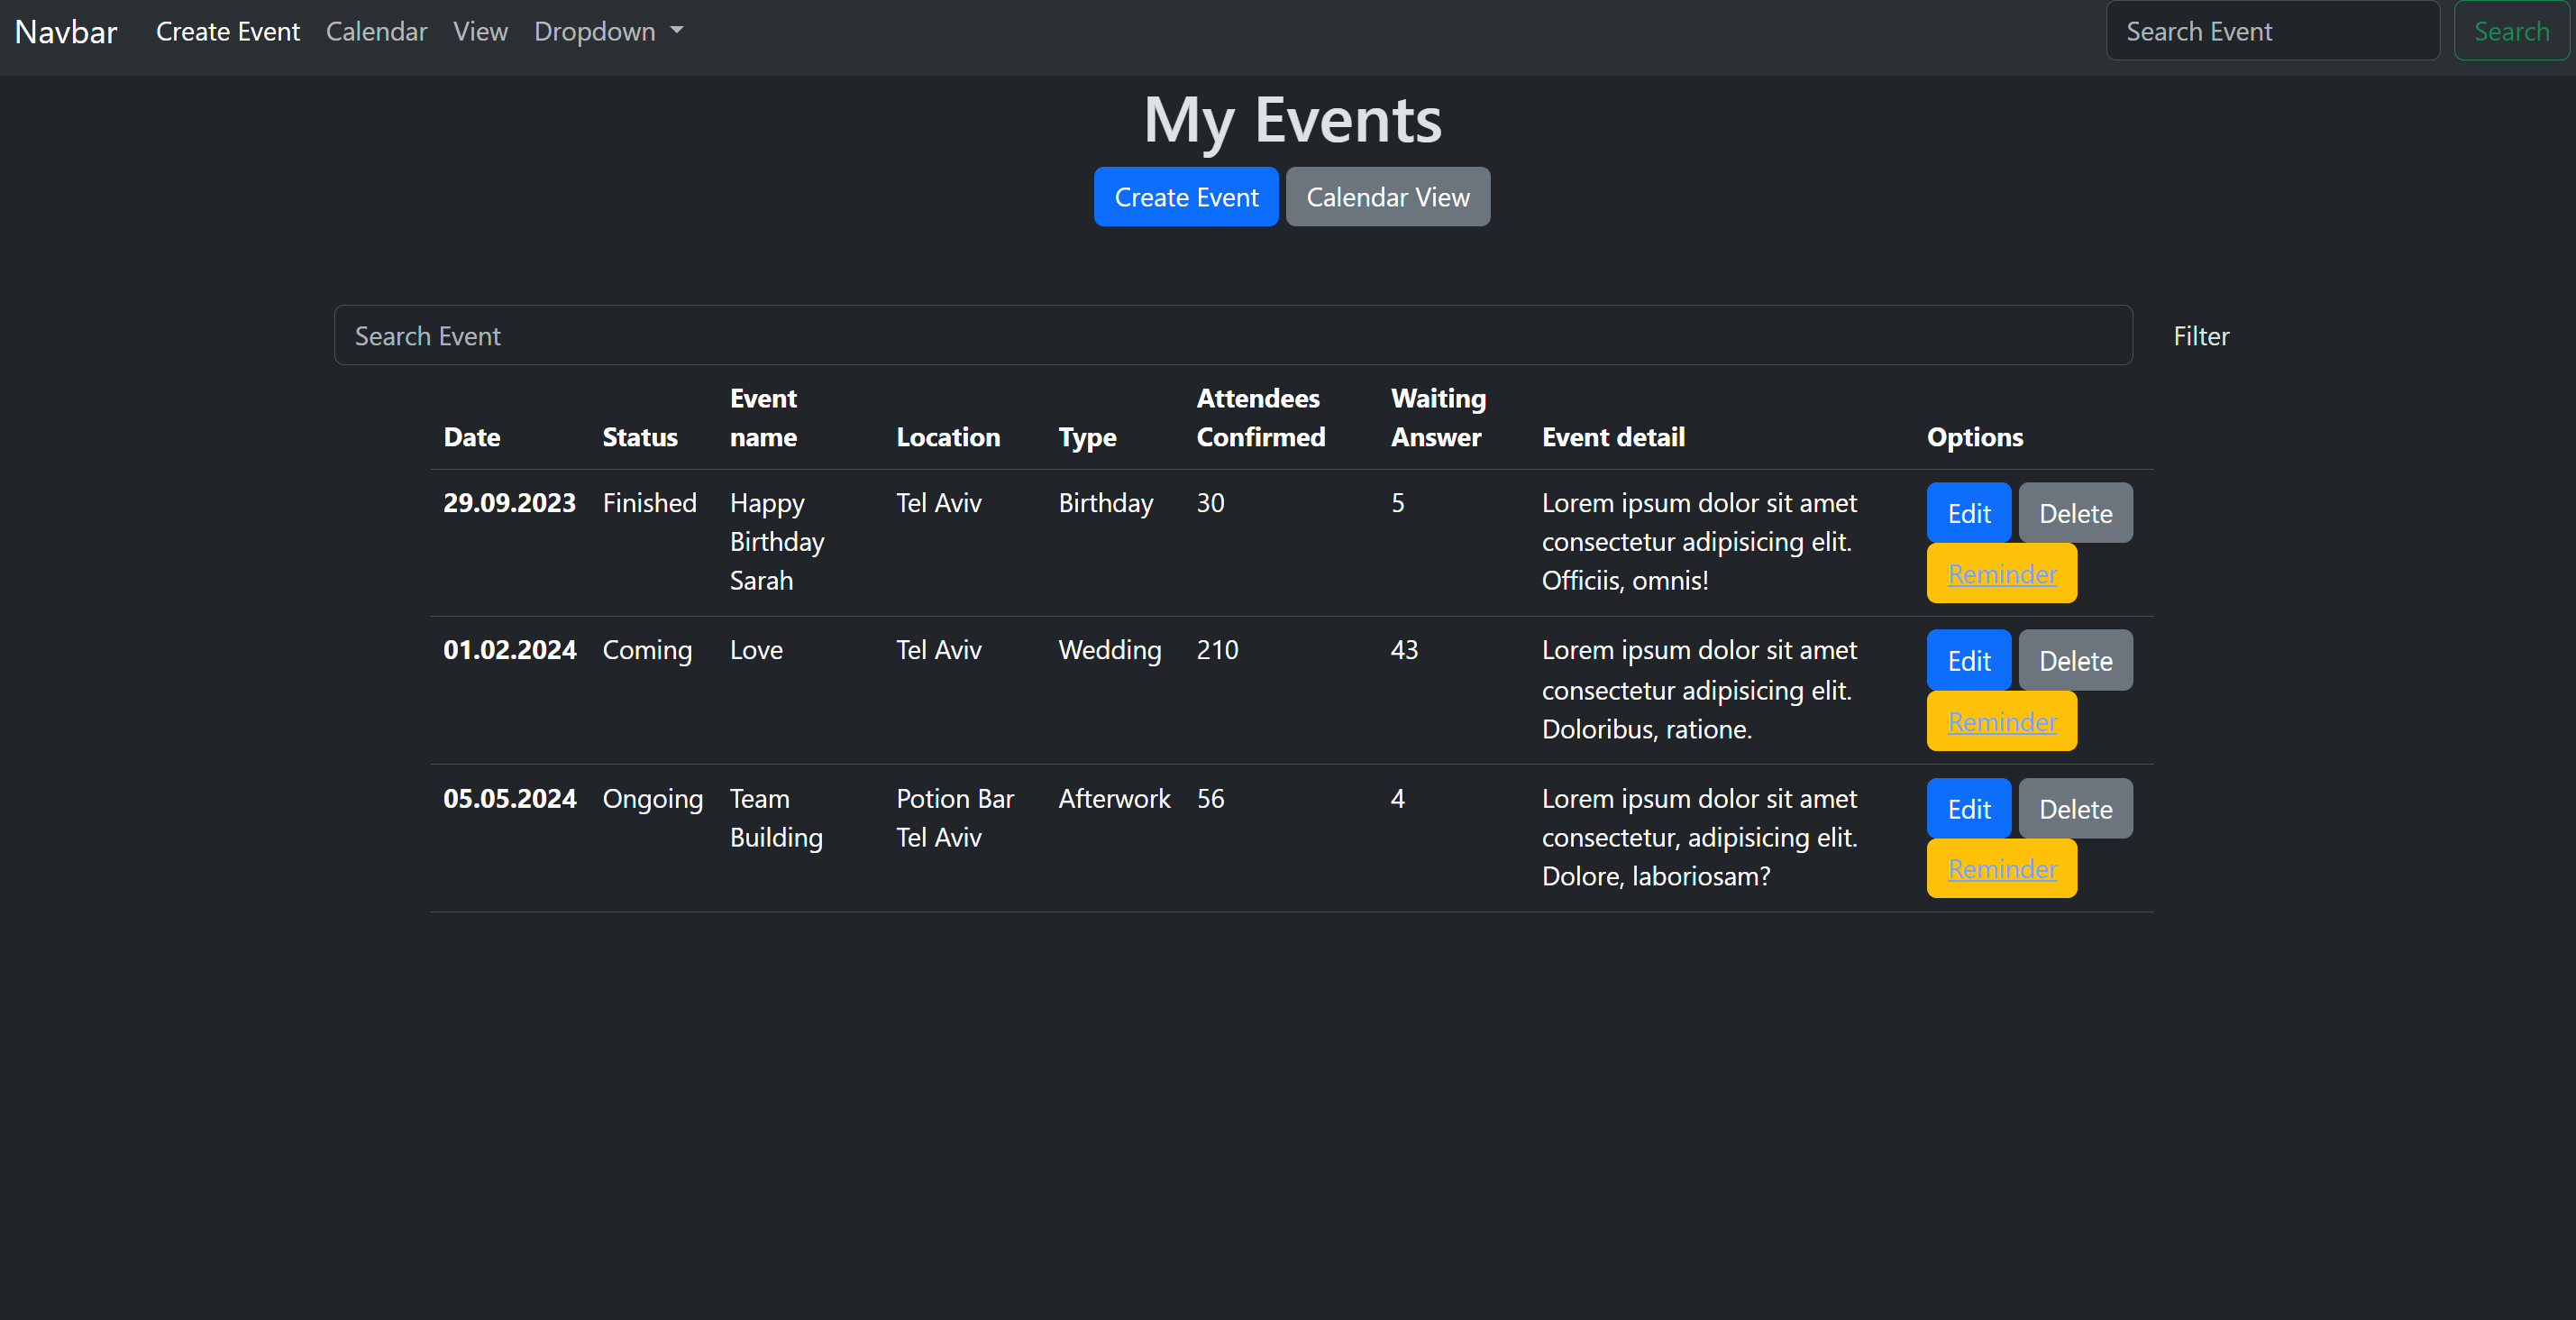 Navbar Create Event Calendar View Dropdown Search Event Search
My Events
Create Event Calendar View
Search Event Filter
Date Status Event name Location Type Attendees Confirmed Waiting Answer Event detail Options
29.09.2023 Finished Happy Birthday Sarah Tel Aviv Birthday 30 5 Lorem ipsum dolor sit amet consectetur adipisicing elit. Officiis, omnis! Edit Delete Reminder
01.02.2024 Coming Love Tel Aviv Wedding 210 43 Lorem ipsum dolor sit amet consectetur adipisicing elit. Doloribus, ratione. Edit Delete Reminder
05.05.2024 Ongoing Team Building Potion Bar Tel Aviv Afterwork 56 4 Lorem ipsum dolor sit amet consectetur, adipisicing elit. Dolore, laboriosam? Edit Delete Reminder